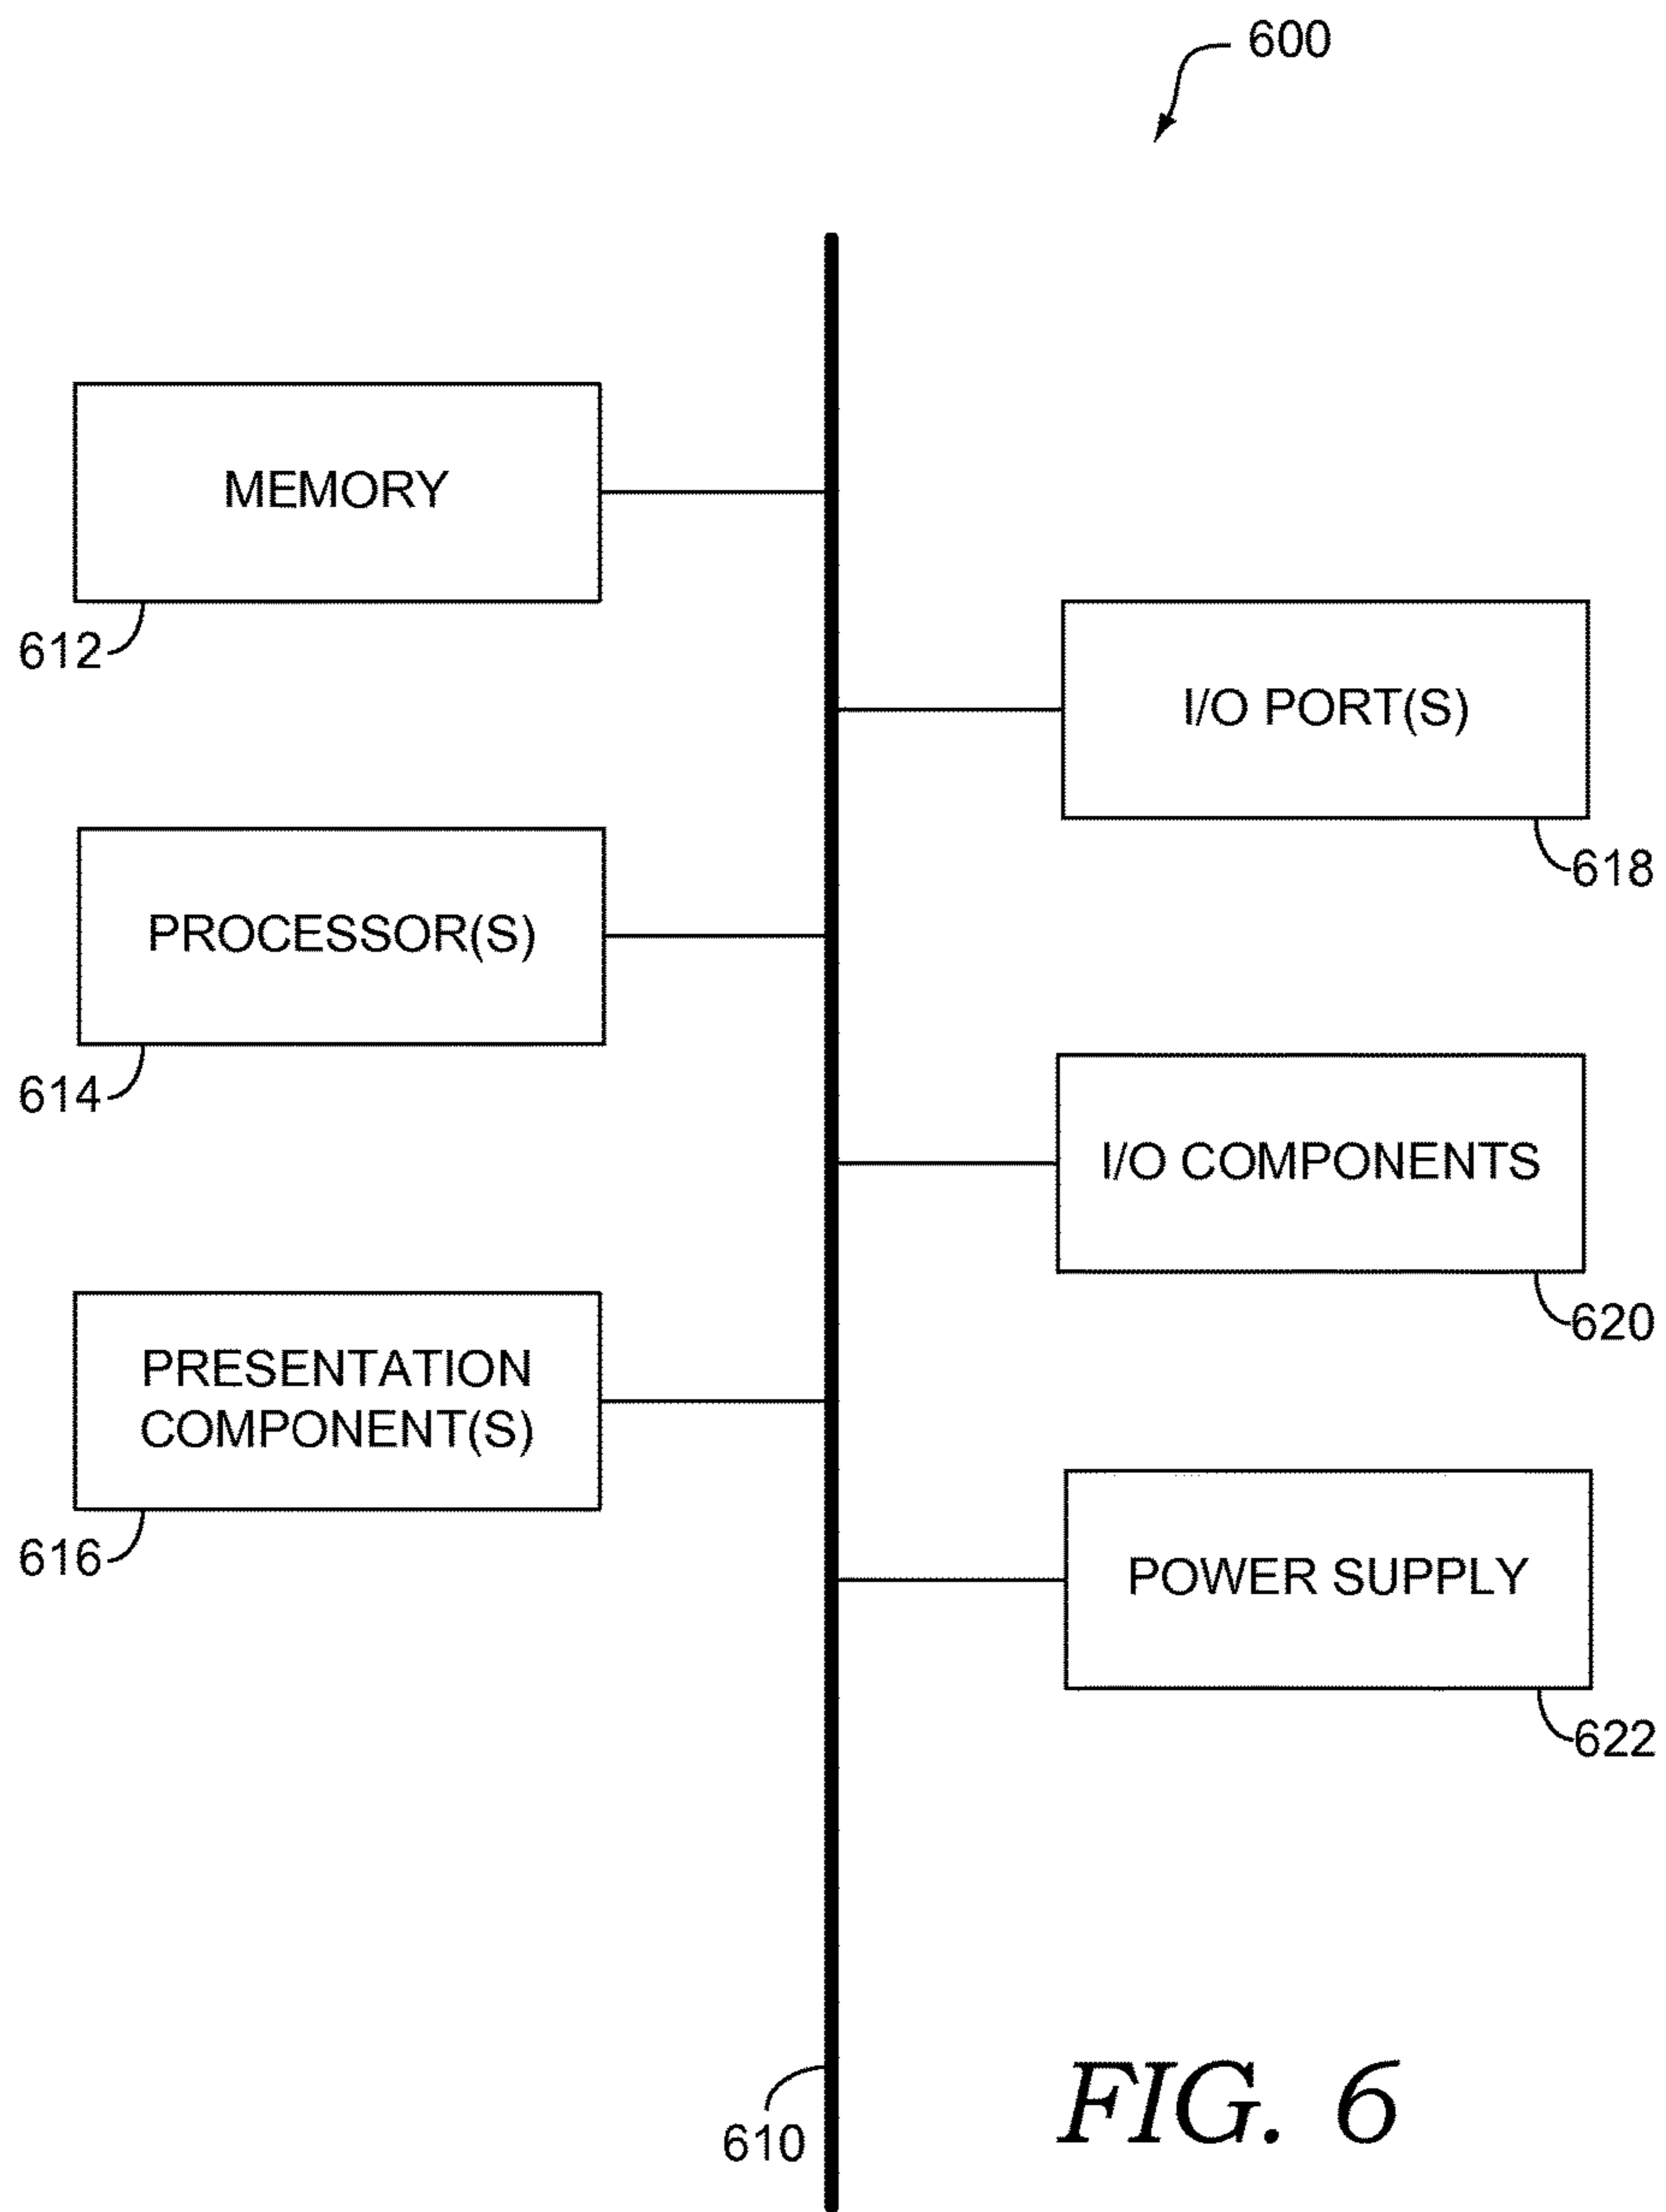 600
MEMORY
612
I/O PORT(S)
618
PROCESSOR(S)
614
I/O COMPONENTS
620
PRESENTATION
COMPONENT(S)
616
POWER SUPPLY
622
610
FIG. 6